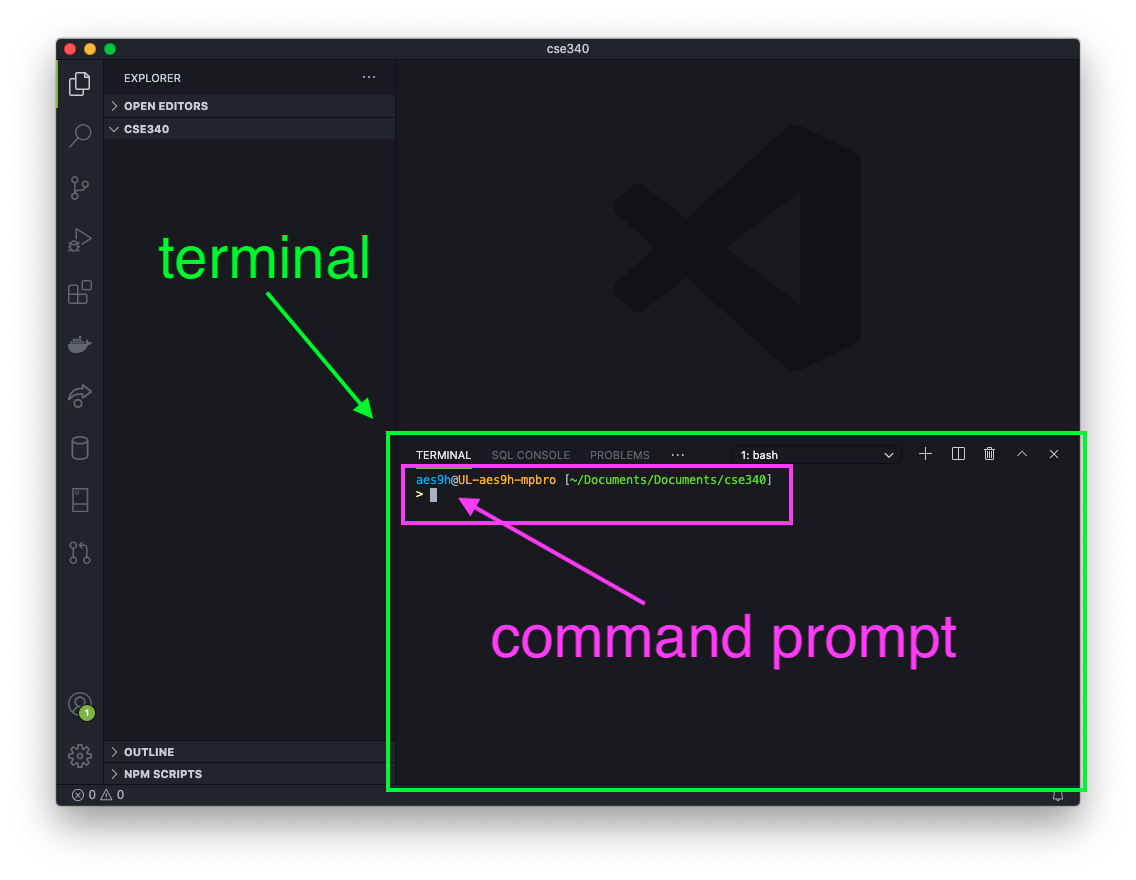 cse340
EXPLORER ···
OPEN EDITORS
CSE340
terminal
TERMINAL SQL CONSOLE PROBLEMS ··· 1: bash
aes9h@UL-aes9h-mpbro [~/Documents/Documents/cse340]
>
command prompt
1
OUTLINE
NPM SCRIPTS
0 0